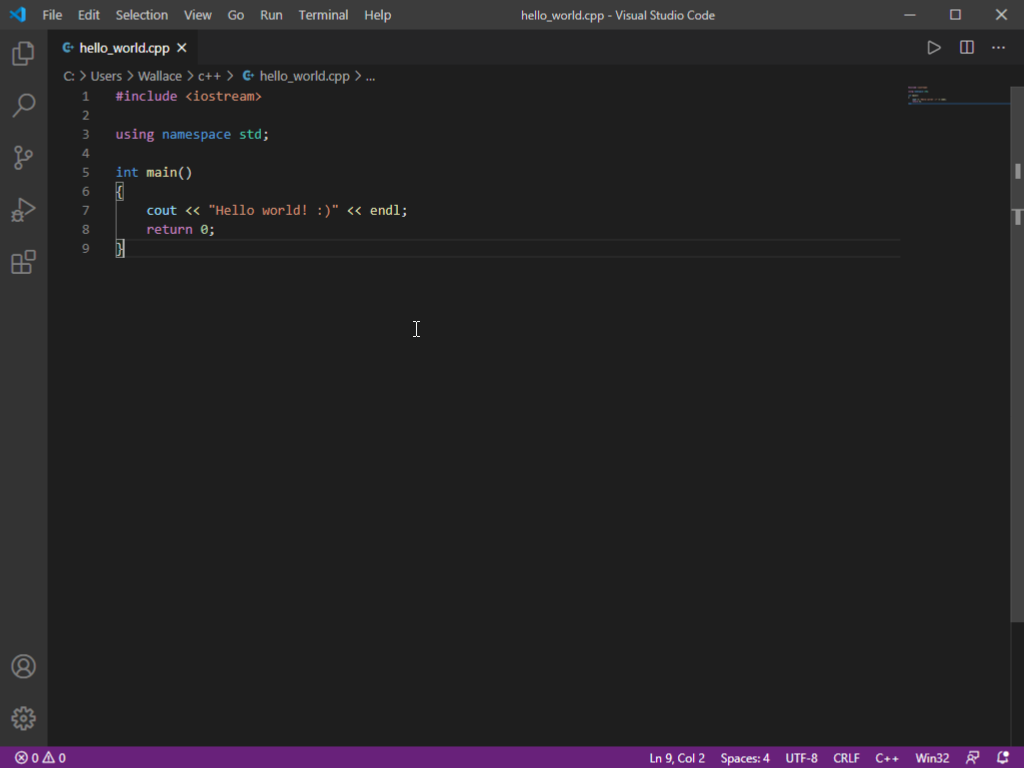 File Edit Selection View Go Run Terminal Help hello_world.cpp - Visual Studio Code
hello_world.cpp
C: > Users > Wallace > c++ > hello_world.cpp > ...
1 #include <iostream>
2
3 using namespace std;
4
5 int main()
6 {
7 cout << "Hello world! :)" << endl;
8 return 0;
9 }
0 0 Ln 9, Col 2 Spaces: 4 UTF-8 CRLF C++ Win32